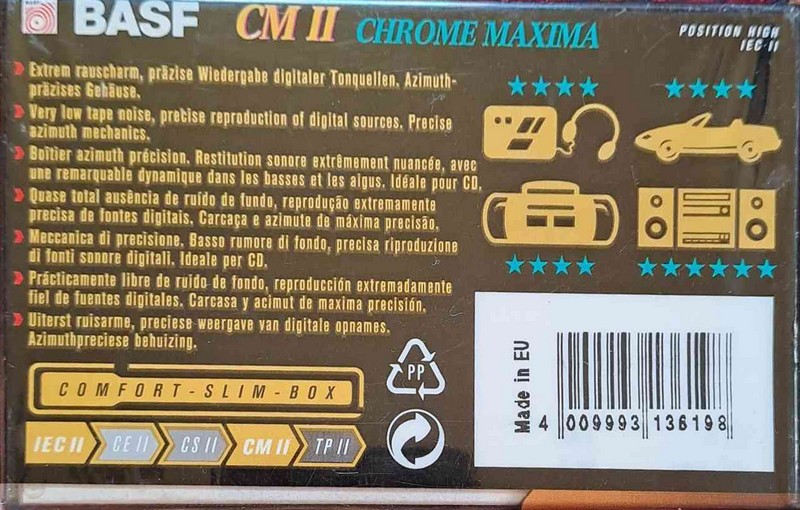 BASF CM II CHROME MAXIMA
POSITION HIGH
IEC II
Extrem rauscharm, präzise Wiedergabe digitaler Tonquellen. Azimuth-
präzises Gehäuse.
Very low tape noise, precise reproduction of digital sources. Precise
azimuth mechanics.
Boîtier azimuth précision. Restitution sonore extrêmement nuancée, avec
une remarquable dynamique dans les basses et les aigus. Idéale pour CD.
Quase total ausência de ruído de fundo, reprodução extremamente
precisa de fontes digitais. Carcaça e azimute de máxima precisão.
Meccanica di precisione. Basso rumore di fondo, precisa riproduzione
di fonti sonore digitali. Ideale per CD.
Prácticamente libre de ruido de fondo, reproducción extremadamente
fiel de fuentes digitales. Carcasa y acimut de maxima precisión.
Uiterst ruisarme, preciese weergave van digitale opnames.
Azimuthpreciese behuizing.
COMFORT-SLIM-BOX
IEC II CE II CS II CM II TP II
PP
Made in EU
4 009993 136198